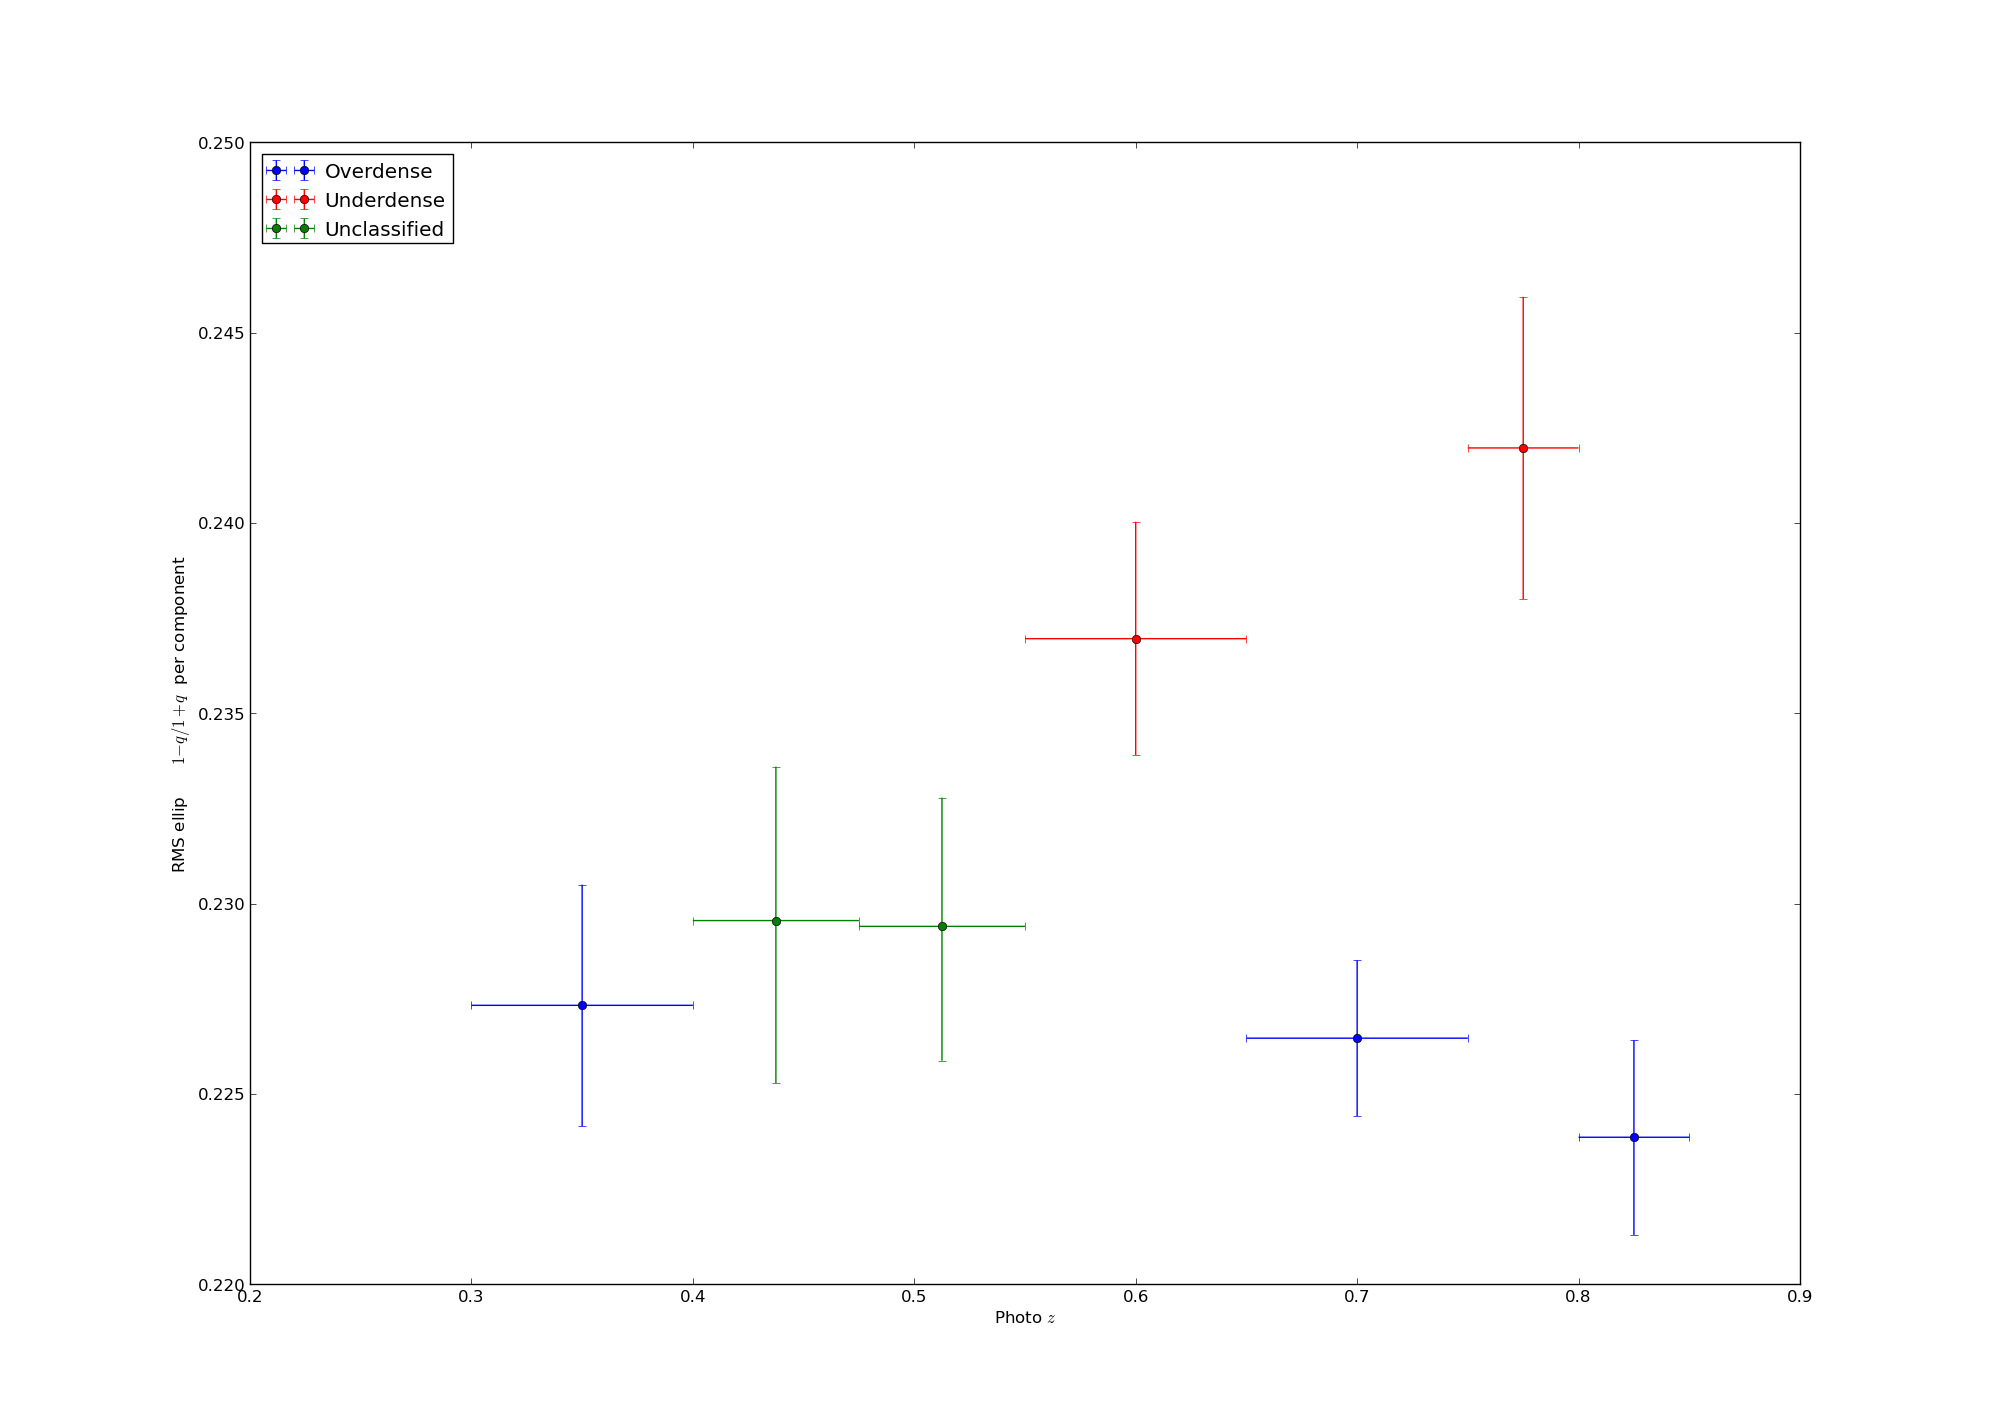 0.250
Overdense
Underdense
Unclassified
0.245
0.240
0.235
0.230
0.225
0.220
RMS ellip 1−q/1+q per component
0.2 0.3 0.4 0.5 0.6 0.7 0.8 0.9
Photo z